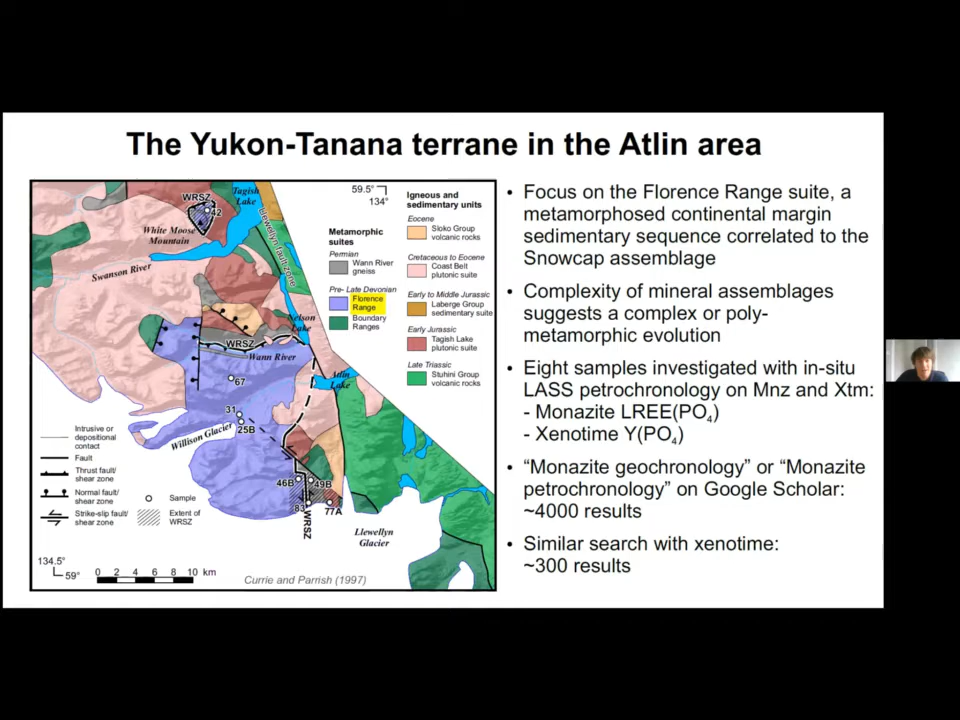 The Yukon-Tanana terrane in the Atlin area
WRSZ
42
Tagish
Lake
59.5°
134°
White Moose
Mountain
Llewellyn fault zone
Swanson River
Nelson
Lake
WRSZ
Wann River
67
Atlin
Lake
31
25B
Willison Glacier
46B
49B
83
77A
WRSZ
Llewellyn
Glacier
Metamorphic
suites
Permian
Wann River
gneiss
Pre- Late Devonian
Florence
Range
Boundary
Ranges
Igneous and
sedimentary units
Eocene
Sloko Group
volcanic rocks
Cretaceous to Eocene
Coast Belt
plutonic suite
Early to Middle Jurassic
Laberge Group
sedimentary suite
Early Jurassic
Tagish Lake
plutonic suite
Late Triassic
Stuhini Group
volcanic rocks
Intrusive or
depositional
contact
Fault
Thrust fault/
shear zone
Normal fault/
shear zone
Strike-slip fault/
shear zone
Sample
Extent of
WRSZ
134.5°
59°
0 2 4 6 8 10 km
Currie and Parrish (1997)
• Focus on the Florence Range suite, a
metamorphosed continental margin
sedimentary sequence correlated to the
Snowcap assemblage
• Complexity of mineral assemblages
suggests a complex or poly-
metamorphic evolution
• Eight samples investigated with in-situ
LASS petrochronology on Mnz and Xtm:
- Monazite LREE(PO₄)
- Xenotime Y(PO₄)
• “Monazite geochronology” or “Monazite
petrochronology” on Google Scholar:
~4000 results
• Similar search with xenotime:
~300 results